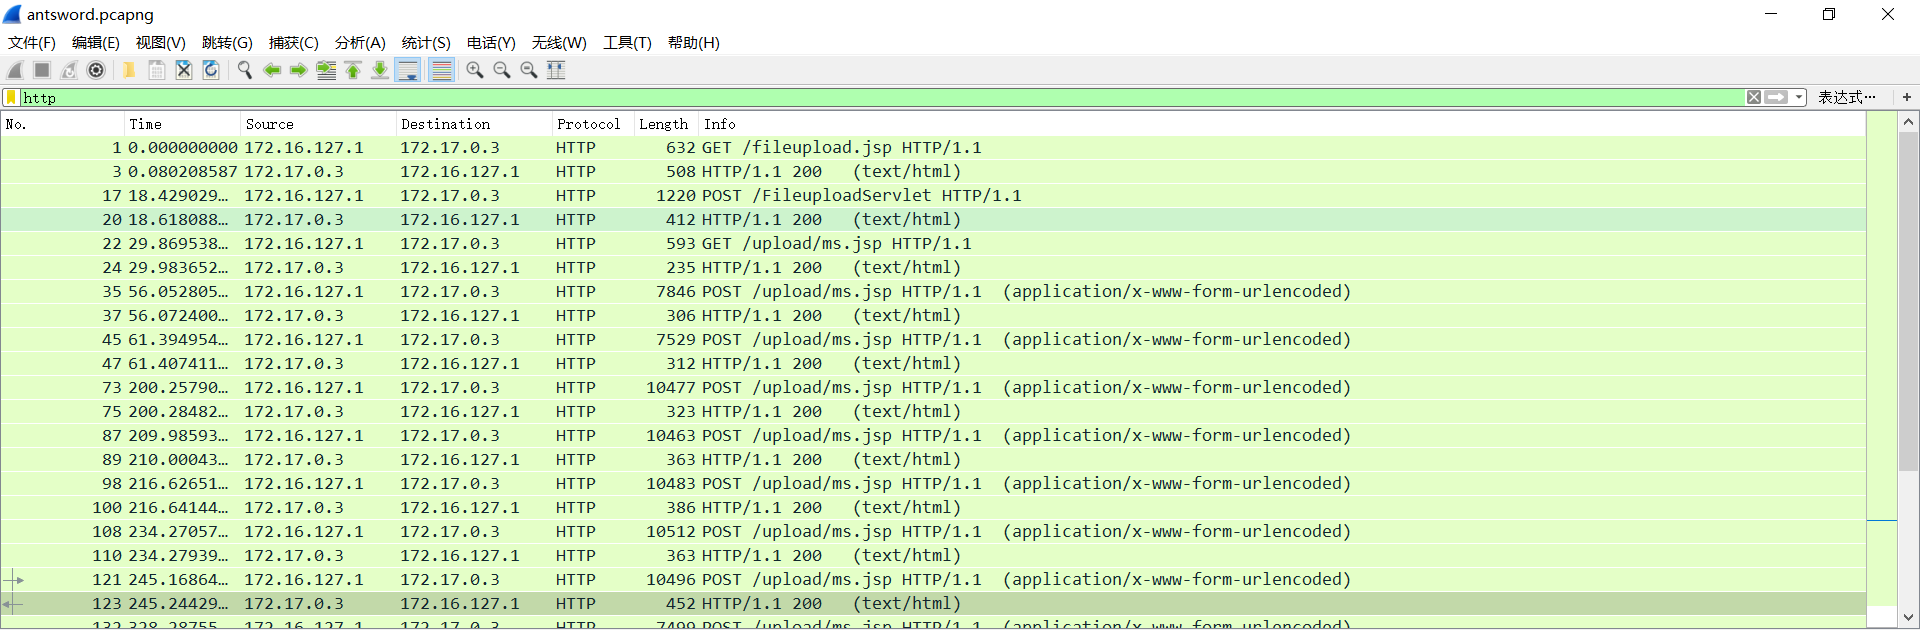 antsword.pcapng
文件(F) 编辑(E) 视图(V) 跳转(G) 捕获(C) 分析(A) 统计(S) 电话(Y) 无线(W) 工具(T) 帮助(H)
http 表达式… +
No. Time Source Destination Protocol Length Info
1 0.000000000 172.16.127.1 172.17.0.3 HTTP 632 GET /fileupload.jsp HTTP/1.1
3 0.080208587 172.17.0.3 172.16.127.1 HTTP 508 HTTP/1.1 200 (text/html)
17 18.429029… 172.16.127.1 172.17.0.3 HTTP 1220 POST /FileuploadServlet HTTP/1.1
20 18.618088… 172.17.0.3 172.16.127.1 HTTP 412 HTTP/1.1 200 (text/html)
22 29.869538… 172.16.127.1 172.17.0.3 HTTP 593 GET /upload/ms.jsp HTTP/1.1
24 29.983652… 172.17.0.3 172.16.127.1 HTTP 235 HTTP/1.1 200 (text/html)
35 56.052805… 172.16.127.1 172.17.0.3 HTTP 7846 POST /upload/ms.jsp HTTP/1.1 (application/x-www-form-urlencoded)
37 56.072400… 172.17.0.3 172.16.127.1 HTTP 306 HTTP/1.1 200 (text/html)
45 61.394954… 172.16.127.1 172.17.0.3 HTTP 7529 POST /upload/ms.jsp HTTP/1.1 (application/x-www-form-urlencoded)
47 61.407411… 172.17.0.3 172.16.127.1 HTTP 312 HTTP/1.1 200 (text/html)
73 200.25790… 172.16.127.1 172.17.0.3 HTTP 10477 POST /upload/ms.jsp HTTP/1.1 (application/x-www-form-urlencoded)
75 200.28482… 172.17.0.3 172.16.127.1 HTTP 323 HTTP/1.1 200 (text/html)
87 209.98593… 172.16.127.1 172.17.0.3 HTTP 10463 POST /upload/ms.jsp HTTP/1.1 (application/x-www-form-urlencoded)
89 210.00043… 172.17.0.3 172.16.127.1 HTTP 363 HTTP/1.1 200 (text/html)
98 216.62651… 172.16.127.1 172.17.0.3 HTTP 10483 POST /upload/ms.jsp HTTP/1.1 (application/x-www-form-urlencoded)
100 216.64144… 172.17.0.3 172.16.127.1 HTTP 386 HTTP/1.1 200 (text/html)
108 234.27057… 172.16.127.1 172.17.0.3 HTTP 10512 POST /upload/ms.jsp HTTP/1.1 (application/x-www-form-urlencoded)
110 234.27939… 172.17.0.3 172.16.127.1 HTTP 363 HTTP/1.1 200 (text/html)
121 245.16864… 172.16.127.1 172.17.0.3 HTTP 10496 POST /upload/ms.jsp HTTP/1.1 (application/x-www-form-urlencoded)
123 245.24429… 172.17.0.3 172.16.127.1 HTTP 452 HTTP/1.1 200 (text/html)
132 328.28755… 172.16.127.1 172.17.0.3 HTTP 7499 POST /upload/ms.jsp HTTP/1.1 (application/x-www-form-urlencoded)